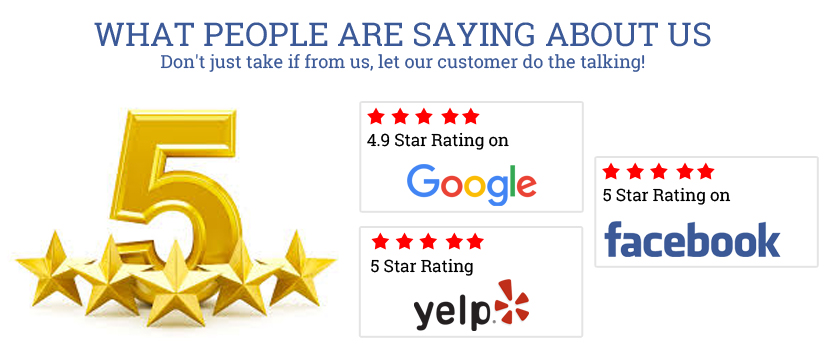 WHAT PEOPLE ARE SAYING ABOUT US
Don't just take if from us, let our customer do the talking!
5
4.9 Star Rating on
Google
5 Star Rating
yelp
5 Star Rating on
facebook